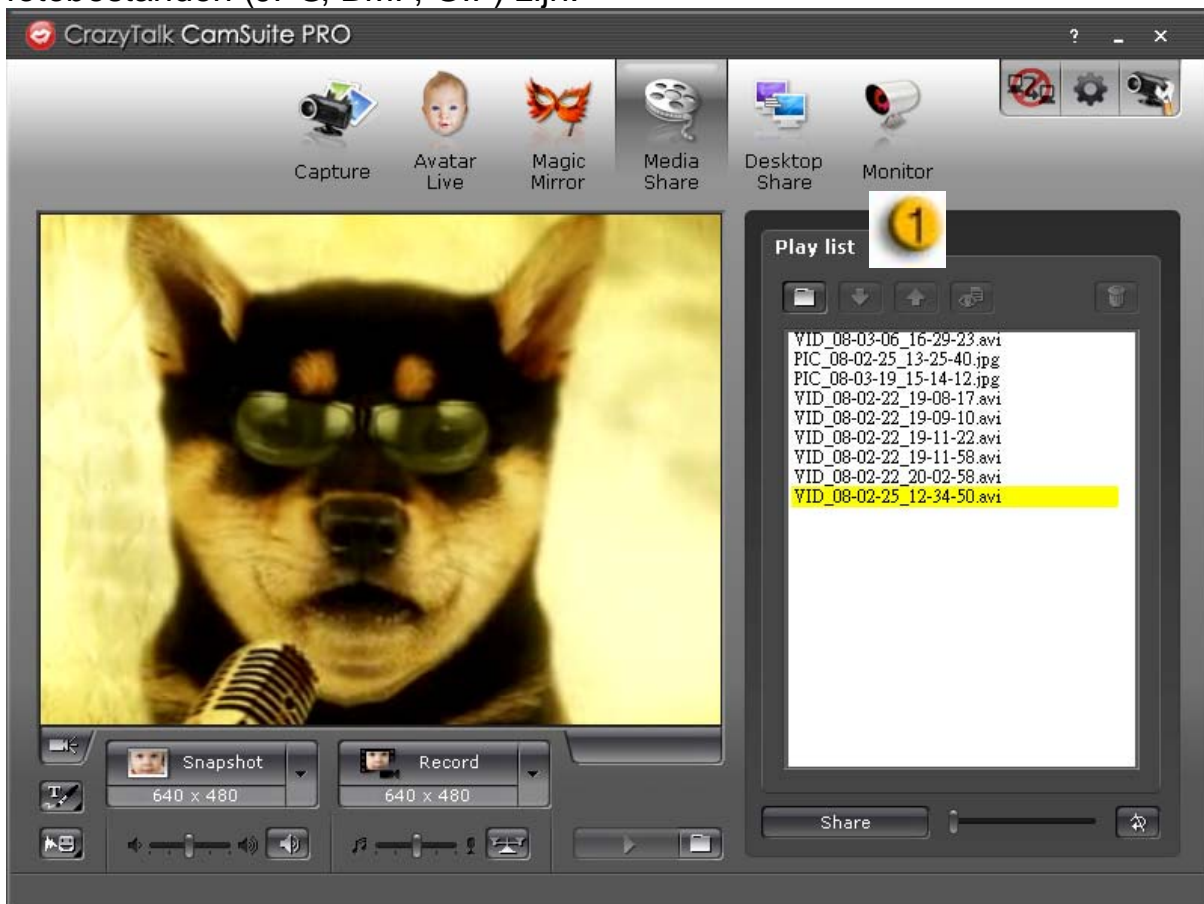 CrazyTalk CamSuite PRO
?
Capture
Avatar
Live
Magic
Mirror
Media
Share
Desktop
Share
Monitor
1
Play list
VID_08-03-06_16-29-23.avi
PIC_08-02-25_13-25-40.jpg
PIC_08-03-19_15-14-12.jpg
VID_08-02-22_19-08-17.avi
VID_08-02-22_19-09-10.avi
VID_08-02-22_19-11-22.avi
VID_08-02-22_19-11-58.avi
VID_08-02-22_20-02-58.avi
VID_08-02-25_12-34-50.avi
Snapshot
640 x 480
Record
640 x 480
T
Share